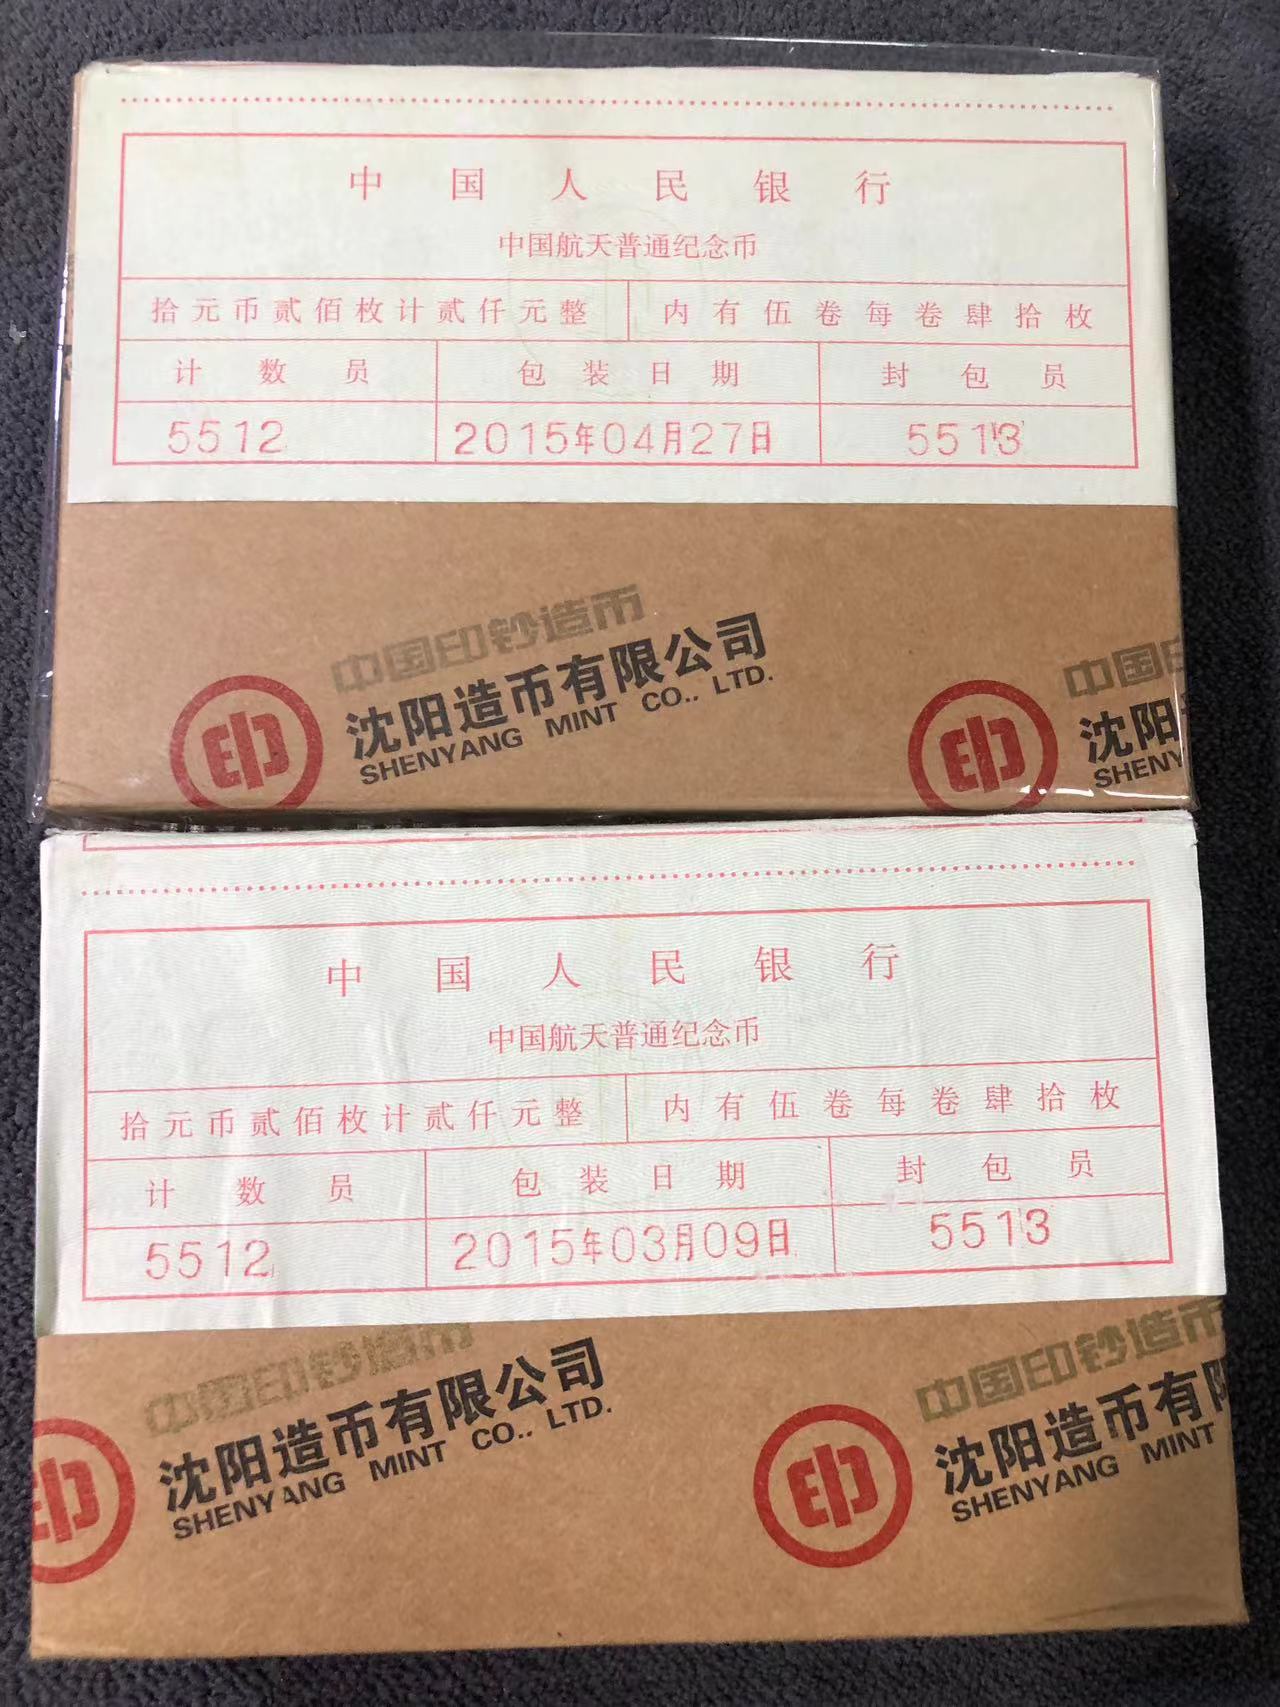 中国人民银行
中国航天普通纪念币
拾元币贰佰枚计贰仟元整 内有伍卷每卷肆拾枚
计数员 包装日期 封包员
5512 2015年04月27日 5513
中国印钞造币
沈阳造币有限公司
SHENYANG MINT CO., LTD.
印
中国
沈阳
SHENY
印
中国人民银行
中国航天普通纪念币
拾元币贰佰枚计贰仟元整 内有伍卷每卷肆拾枚
计数员 包装日期 封包员
5512 2015年03月09日 5513
中国印钞造币
沈阳造币有限公司
SHENYANG MINT CO., LTD.
印
中国印钞造币
沈阳造币有限
SHENYANG MINT
印